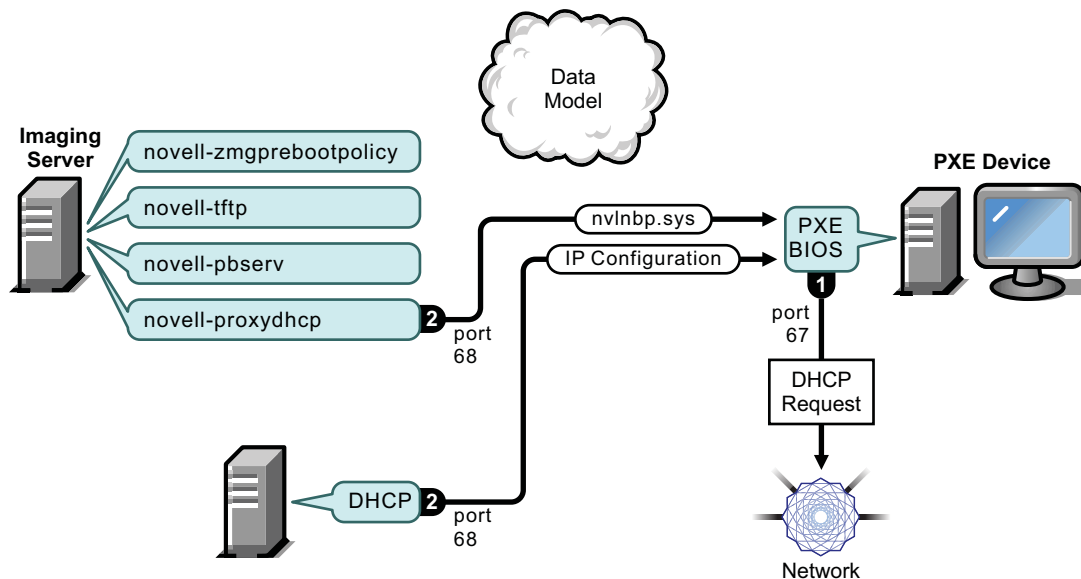 Data
Model
Imaging
Server
novell-zmgprebootpolicy
novell-tftp
novell-pbserv
novell-proxydhcp
2
port
68
nvlnbp.sys
IP Configuration
PXE
BIOS
1
port
67
PXE Device
DHCP
Request
Network
DHCP
2
port
68